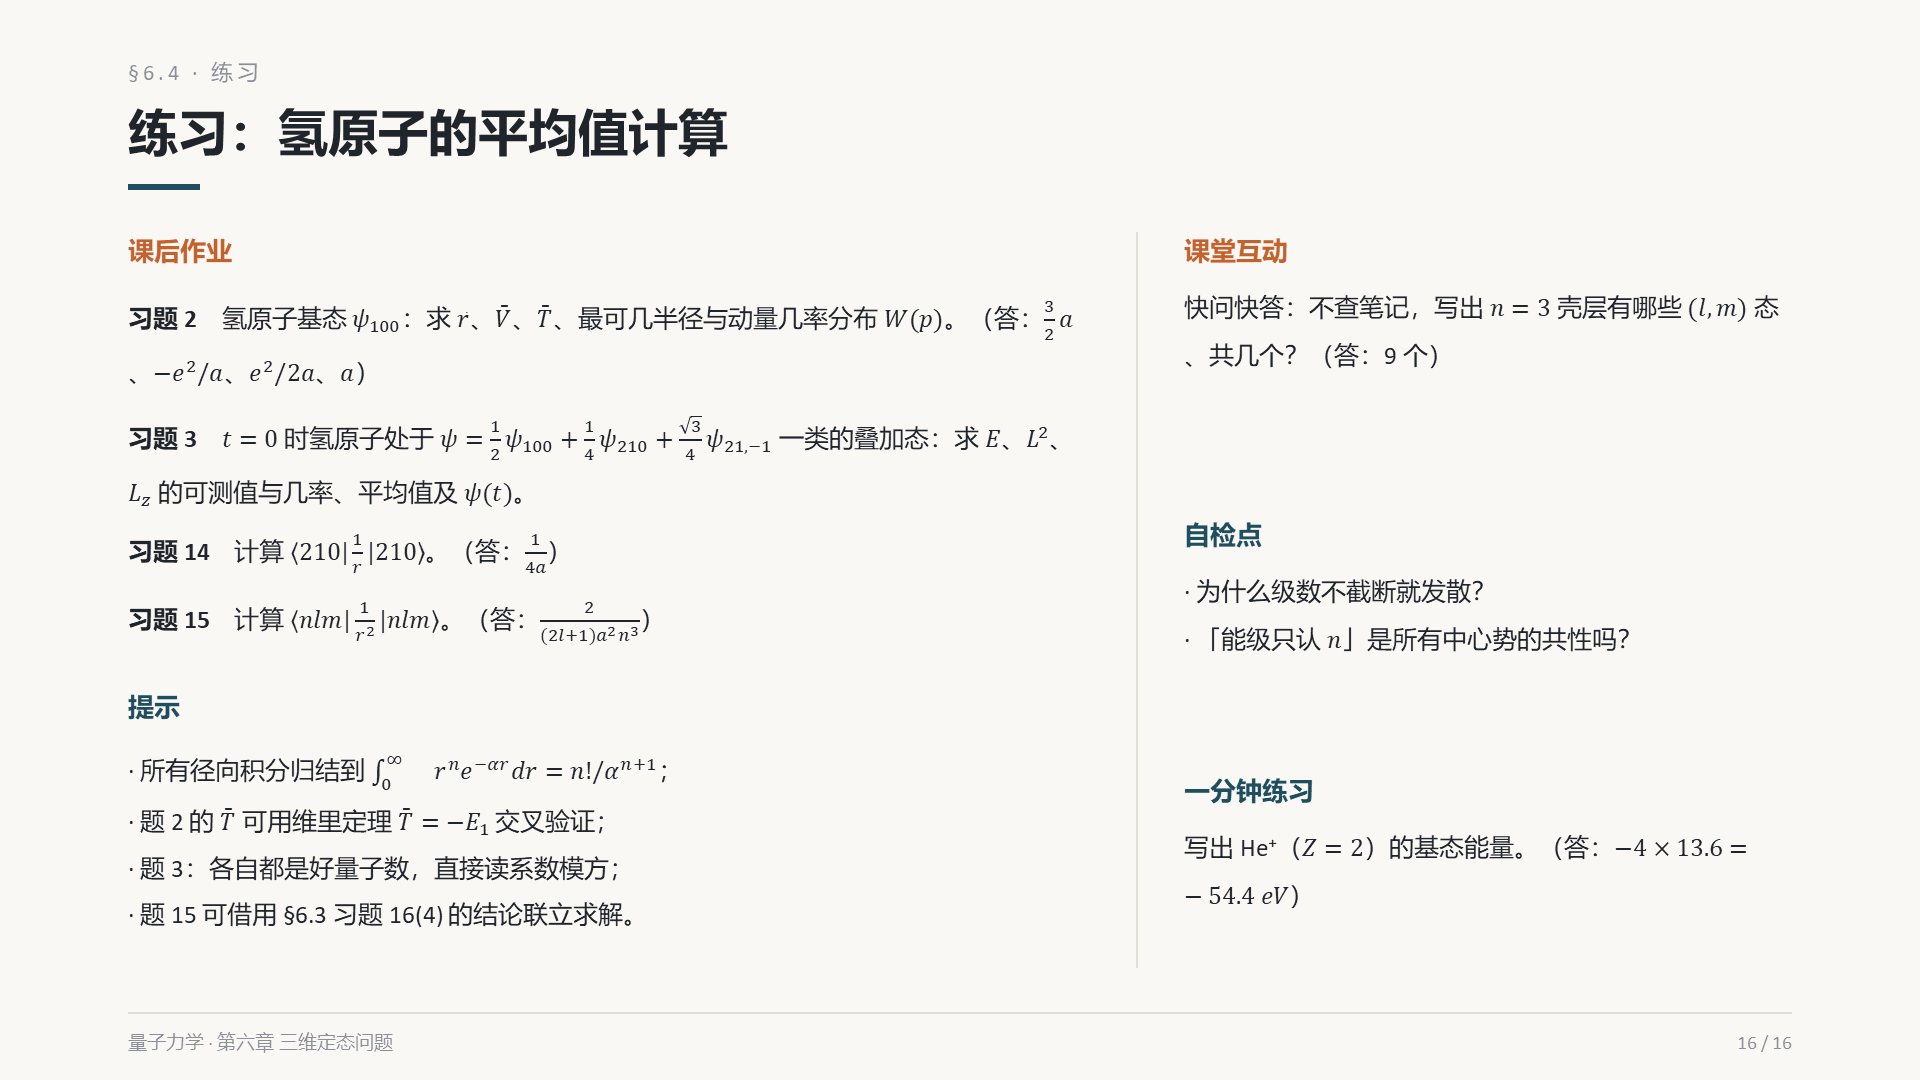 §6.4 · 练习
练习：氢原子的平均值计算
课后作业
习题 2 氢原子基态 ψ₁₀₀：求 r、V̄、T̄、最可几半径与动量几率分布 W(p)。（答：3/2 a
、−e²/a、e²/2a、a）
习题 3 t = 0 时氢原子处于 ψ = 1/2 ψ₁₀₀ + 1/4 ψ₂₁₀ + √3/4 ψ₂₁,₋₁ 一类的叠加态：求 E、L²、
L_z 的可测值与几率、平均值及 ψ(t)。
习题 14 计算 ⟨210|1/r|210⟩。（答：1/4a）
习题 15 计算 ⟨nlm|1/r²|nlm⟩。（答：2/((2l+1)a²n³)）
提示
· 所有径向积分归结到 ∫₀^∞ rⁿe^{−αr}dr = n!/α^{n+1}；
· 题 2 的 T̄ 可用维里定理 T̄ = −E₁ 交叉验证；
· 题 3：各自都是好量子数，直接读系数模方；
· 题 15 可借用 §6.3 习题 16(4) 的结论联立求解。
课堂互动
快问快答：不查笔记，写出 n = 3 壳层有哪些 (l, m) 态
、共几个？（答：9 个）
自检点
· 为什么级数不截断就发散？
· 「能级只认 n」是所有中心势的共性吗？
一分钟练习
写出 He⁺（Z = 2）的基态能量。（答：−4 × 13.6 =
− 54.4 eV）
量子力学 · 第六章 三维定态问题
16 / 16